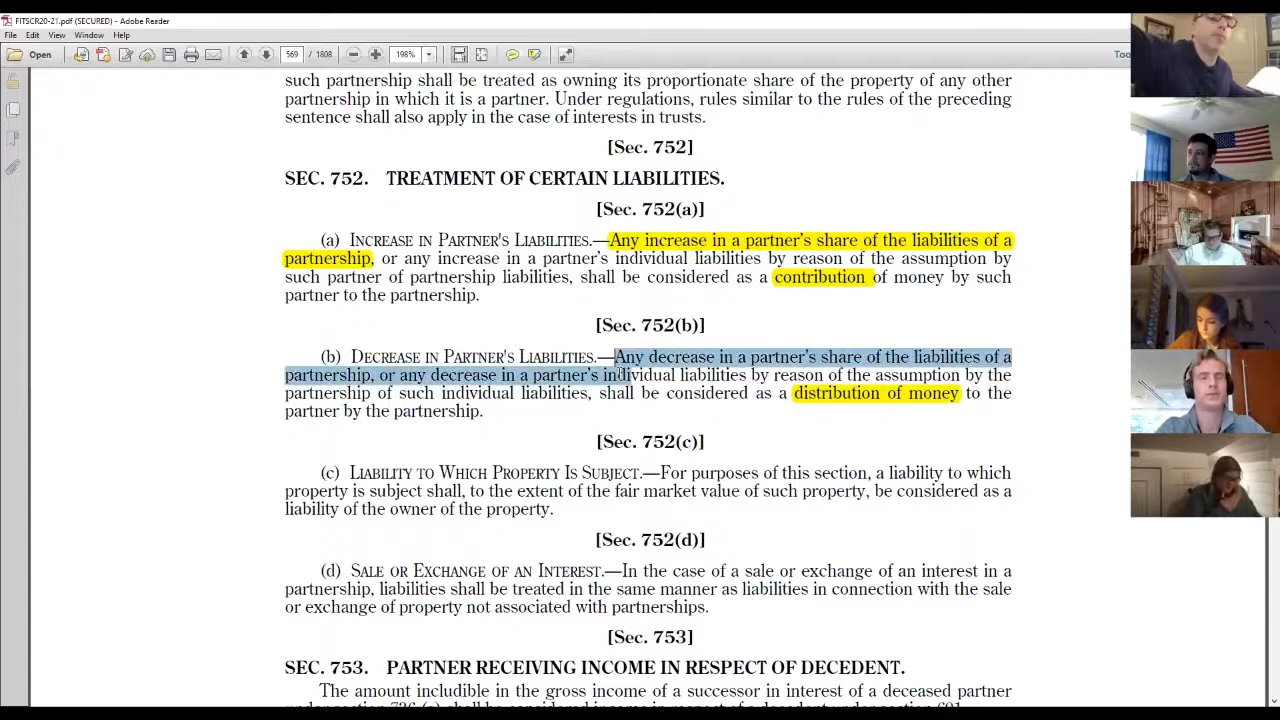 FITSCR20-21.pdf (SECURED) - Adobe Reader
File Edit View Window Help
Open 569 / 1808 198% Too
such partnership shall be treated as owning its proportionate share of the property of any other
partnership in which it is a partner. Under regulations, rules similar to the rules of the preceding
sentence shall also apply in the case of interests in trusts.
[Sec. 752]
SEC. 752. TREATMENT OF CERTAIN LIABILITIES.
[Sec. 752(a)]
(a) INCREASE IN PARTNER'S LIABILITIES.—Any increase in a partner's share of the liabilities of a
partnership, or any increase in a partner's individual liabilities by reason of the assumption by
such partner of partnership liabilities, shall be considered as a contribution of money by such
partner to the partnership.
[Sec. 752(b)]
(b) DECREASE IN PARTNER'S LIABILITIES.—Any decrease in a partner's share of the liabilities of a
partnership, or any decrease in a partner's individual liabilities by reason of the assumption by the
partnership of such individual liabilities, shall be considered as a distribution of money to the
partner by the partnership.
[Sec. 752(c)]
(c) LIABILITY TO WHICH PROPERTY IS SUBJECT.—For purposes of this section, a liability to which
property is subject shall, to the extent of the fair market value of such property, be considered as a
liability of the owner of the property.
[Sec. 752(d)]
(d) SALE OR EXCHANGE OF AN INTEREST.—In the case of a sale or exchange of an interest in a
partnership, liabilities shall be treated in the same manner as liabilities in connection with the sale
or exchange of property not associated with partnerships.
[Sec. 753]
SEC. 753. PARTNER RECEIVING INCOME IN RESPECT OF DECEDENT.
The amount includible in the gross income of a successor in interest of a deceased partner